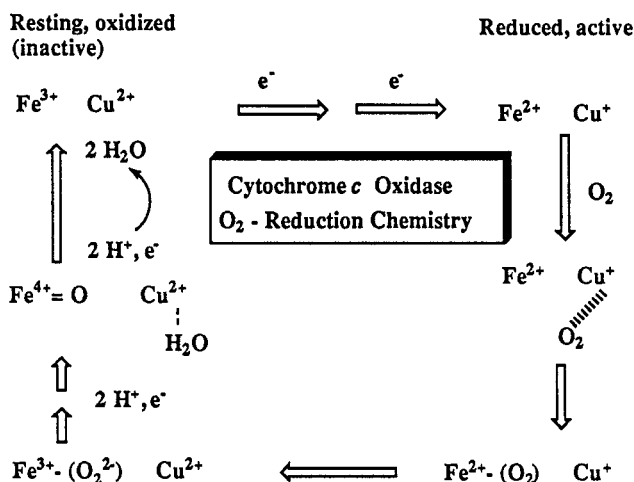 Resting, oxidized
(inactive)
Reduced, active
Fe³⁺ Cu²⁺
e⁻ e⁻
Fe²⁺ Cu⁺
2 H₂O
Cytochrome c Oxidase
O₂ - Reduction Chemistry
O₂
2 H⁺, e⁻
Fe²⁺ Cu⁺
Fe⁴⁺= O Cu²⁺
O₂
H₂O
2 H⁺, e⁻
Fe³⁺- (O₂²⁻) Cu²⁺
Fe²⁺- (O₂) Cu⁺